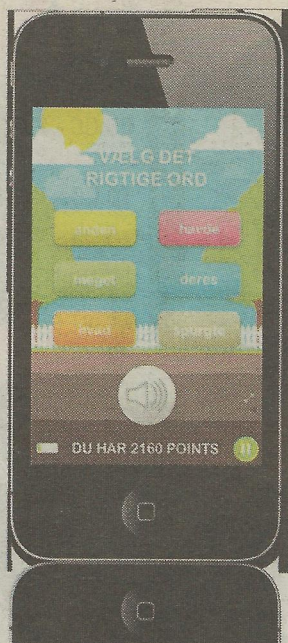 VÆLG DET
RIGTIGE ORD
anden
havde
meget
deres
hvad
spurgte
DU HAR 2160 POINTS